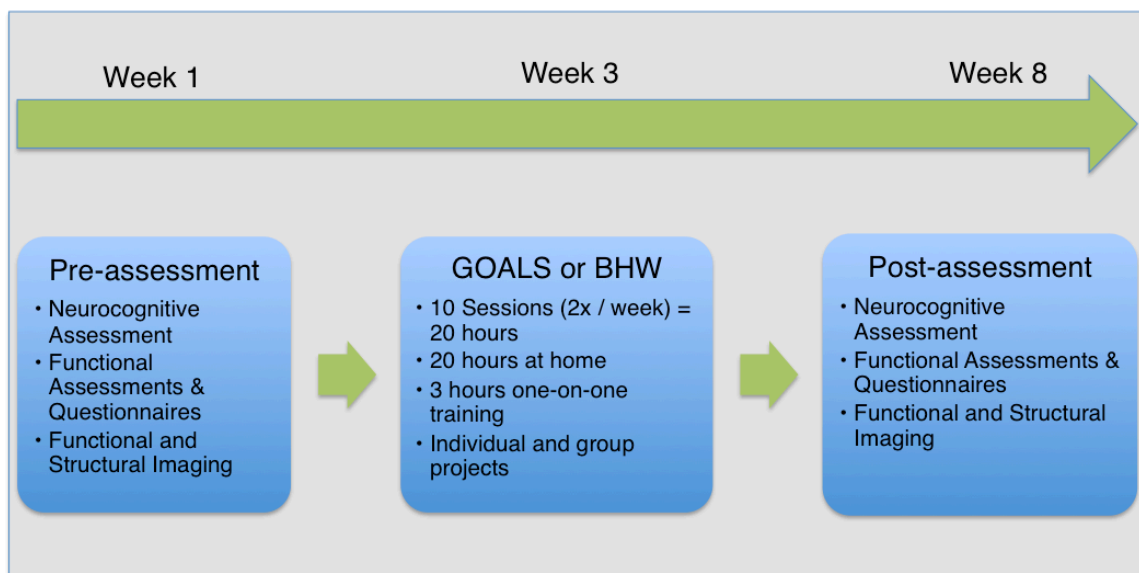 Week 1
Week 3
Week 8
Pre-assessment
• Neurocognitive
Assessment
• Functional
Assessments &
Questionnaires
• Functional and
Structural Imaging
GOALS or BHW
• 10 Sessions (2x / week) =
20 hours
• 20 hours at home
• 3 hours one-on-one
training
• Individual and group
projects
Post-assessment
• Neurocognitive
Assessment
• Functional Assessments &
Questionnaires
• Functional and Structural
Imaging